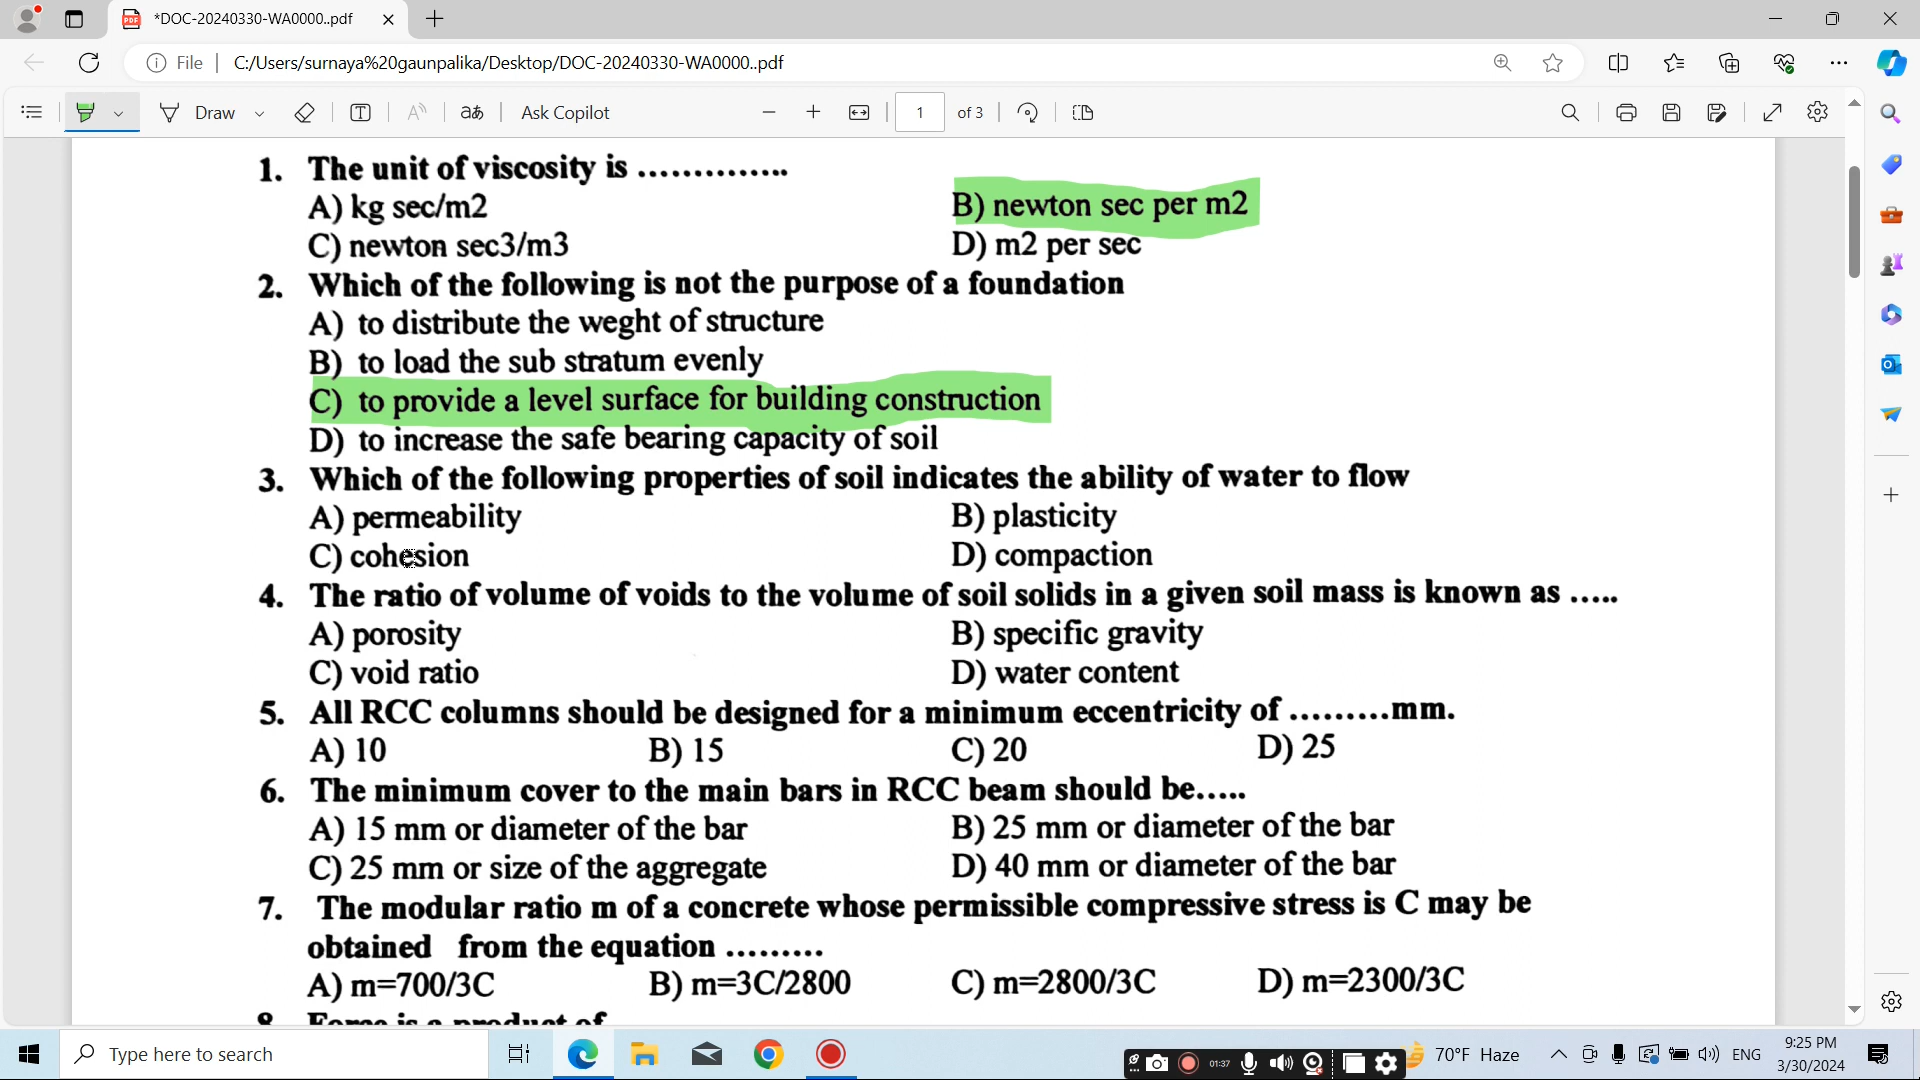 *DOC-20240330-WA0000..pdf
File
C:/Users/surnaya%20gaunpalika/Desktop/DOC-20240330-WA0000..pdf
Draw
Ask Copilot
1
of 3
1. The unit of viscosity is ...............
A) kg sec/m2 B) newton sec per m2
C) newton sec3/m3 D) m2 per sec
2. Which of the following is not the purpose of a foundation
A) to distribute the weght of structure
B) to load the sub stratum evenly
C) to provide a level surface for building construction
D) to increase the safe bearing capacity of soil
3. Which of the following properties of soil indicates the ability of water to flow
A) permeability B) plasticity
C) cohesion D) compaction
4. The ratio of volume of voids to the volume of soil solids in a given soil mass is known as .....
A) porosity B) specific gravity
C) void ratio D) water content
5. All RCC columns should be designed for a minimum eccentricity of .........mm.
A) 10 B) 15 C) 20 D) 25
6. The minimum cover to the main bars in RCC beam should be.....
A) 15 mm or diameter of the bar B) 25 mm or diameter of the bar
C) 25 mm or size of the aggregate D) 40 mm or diameter of the bar
7. The modular ratio m of a concrete whose permissible compressive stress is C may be
obtained from the equation .........
A) m=700/3C B) m=3C/2800 C) m=2800/3C D) m=2300/3C
8. Force is a product of
Type here to search
01:37
70°F Haze
ENG
9:25 PM
3/30/2024